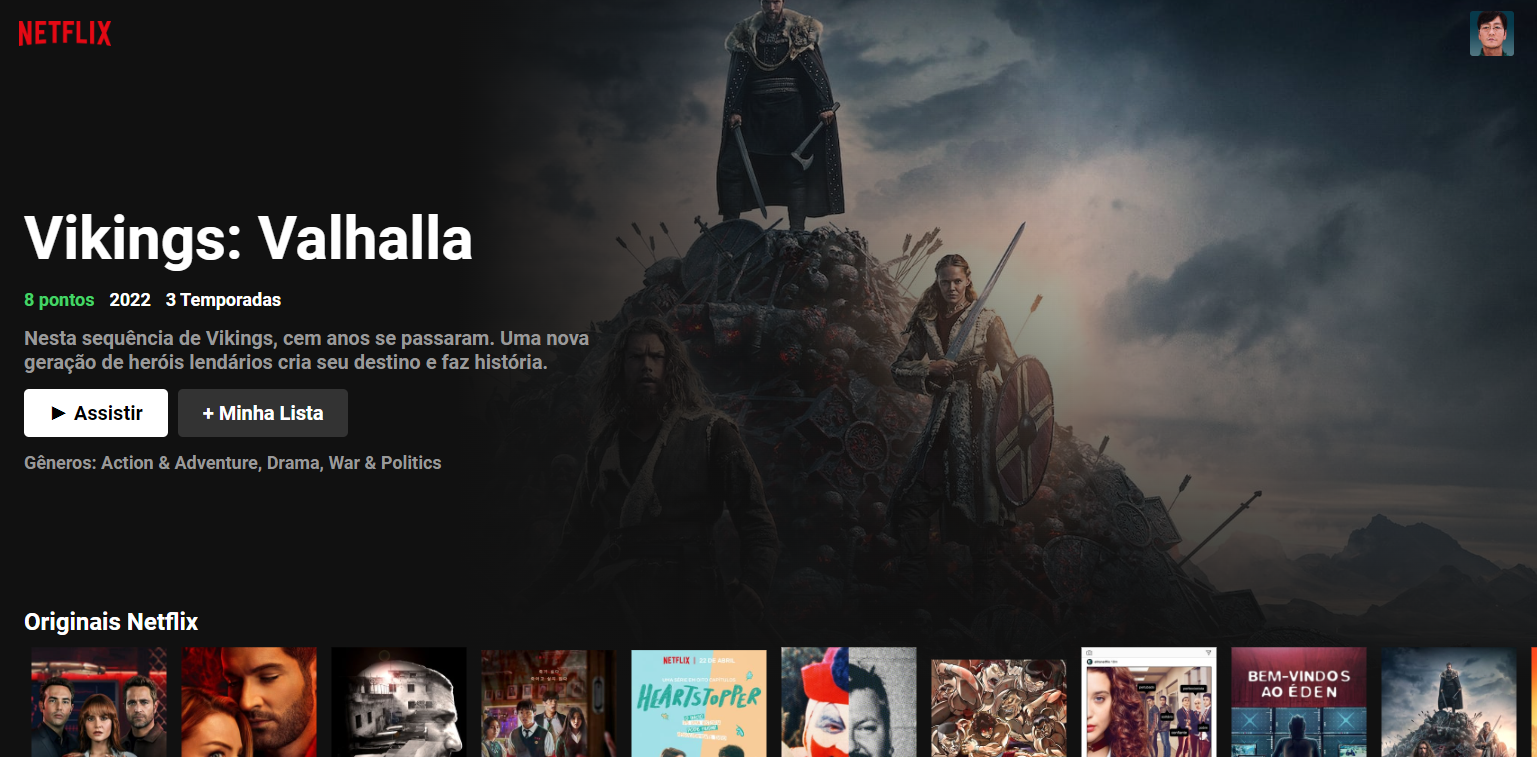 NETFLIX
Vikings: Valhalla
8 pontos 2022 3 Temporadas
Nesta sequência de Vikings, cem anos se passaram. Uma nova
geração de heróis lendários cria seu destino e faz história.
► Assistir + Minha Lista
Gêneros: Action & Adventure, Drama, War & Politics
Originais Netflix
NETFLIX | 22 DE ABRIL
HEARTSTOPPER
BEM-VINDOS
AO ÉDEN